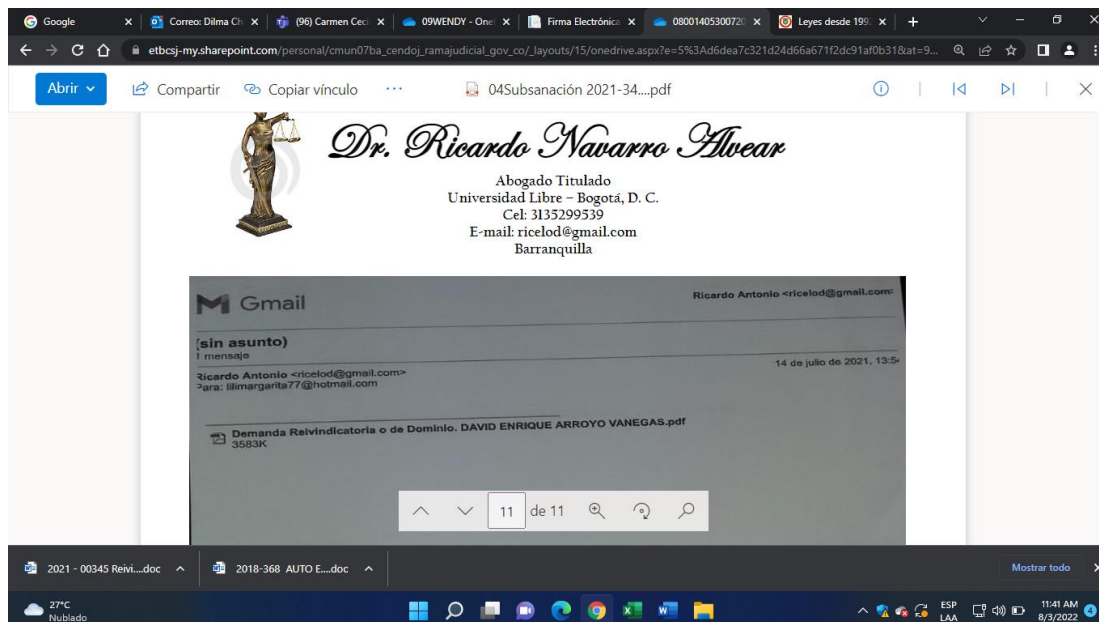 Google
Correo: Dilma Ch
(96) Carmen Ceci
09WENDY - One
Firma Electrónica
08001405300720
Leyes desde 199
etbcsj-my.sharepoint.com/personal/cmun07ba_cendoj_ramajudicial_gov_co/_layouts/15/onedrive.aspx?e=5%3Ad6dea7c321d24d66a671f2dc91af0b31&at=9...
Abrir
Compartir
Copiar vínculo
04Subsanación 2021-34....pdf
Dr. Ricardo Navarro Alvear
Abogado Titulado
Universidad Libre – Bogotá, D. C.
Cel: 3135299539
E-mail: ricelod@gmail.com
Barranquilla
Gmail
Ricardo Antonio <ricelod@gmail.com>
(sin asunto)
1 mensaje
Ricardo Antonio <ricelod@gmail.com>
14 de julio de 2021, 13:5
Para: lilimargarita77@hotmail.com
Demanda Reivindicatoria o de Dominio. DAVID ENRIQUE ARROYO VANEGAS.pdf
3583K
11 de 11
2021 - 00345 Reivi....doc
2018-368 AUTO E....doc
Mostrar todo
27°C
Nublado
ESP
LAA
11:41 AM
8/3/2022
4